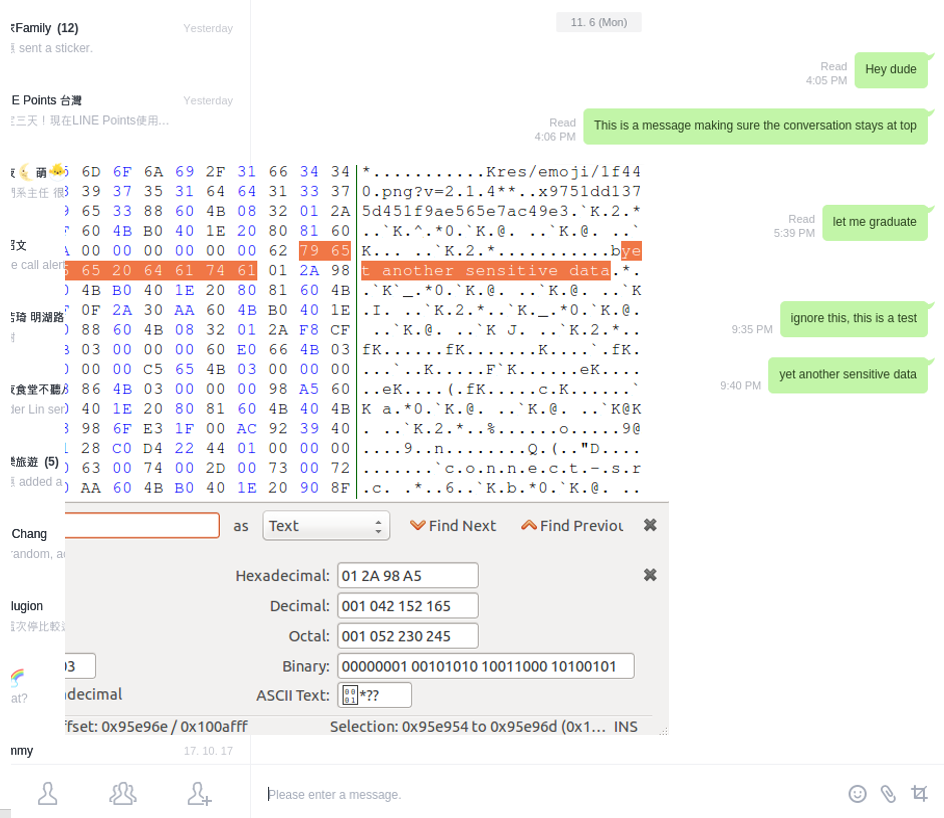 Family (12)
Yesterday
sent a sticker.
E Points 台灣
Yesterday
三天！現在LINE Points使用...
萌
系主任 很
文
e call alert
琦 明湖路
食堂不聽
der Lin ser
樂旅遊 (5)
added a
Chang
random, ad
lugion
次停比較
at?
nmy
17. 10. 17
11. 6 (Mon)
Read
4:05 PM
Hey dude
Read
4:06 PM
This is a message making sure the conversation stays at top
Read
5:39 PM
let me graduate
9:35 PM
ignore this, this is a test
9:40 PM
yet another sensitive data
6D 6F 6A 69 2F 31 66 34 34 *...........Kres/emoji/1f44
39 37 35 31 64 64 31 33 37 0.png?v=2.1.4**..x9751dd137
65 33 88 60 4B 08 32 01 2A 5d451f9ae565e7ac49e3.`K.2.*
60 4B B0 40 1E 20 80 81 60 ..`K.^.*0.`K.@. ..`K.@. ..`
00 00 00 00 00 00 62 79 65 K.... ..`K.2.*...........bye
65 20 64 61 74 61 01 2A 98 t another sensitive data.*.
4B B0 40 1E 20 80 81 60 4B .`K`_.*0.`K.@. ..`K.@. ..`K
0F 2A 30 AA 60 4B B0 40 1E .I. ..`K.2.*..`K._.*0.`K.@.
88 60 4B 08 32 01 2A F8 CF ..`K.@. ..`K J. ..`K.2.*..
03 00 00 00 60 E0 66 4B 03 fK......fK.......K....`.fK.
00 00 C5 65 4B 03 00 00 00 ...`..K.....F`K......eK....
86 4B 03 00 00 00 98 A5 60 ...eK....(.fK.....c.K......`
40 1E 20 80 81 60 4B 40 4B K a.*0.`K.@. ..`K.@. ..`K@K
98 6F E3 1F 00 AC 92 39 40 . ..`K.2.*..%......o.....9@
28 C0 D4 22 44 01 00 00 00 ....9..n........Q.(.."D....
63 00 74 00 2D 00 73 00 72 .......`c.o.n.n.e.c.t.-.s.r
AA 60 4B B0 40 1E 20 90 8F .c. .*..6..`K.b.*0.`K.@. ..
as
Text
Find Next
Find Previou
Hexadecimal: 01 2A 98 A5
Decimal: 001 042 152 165
Octal: 001 052 230 245
03
Binary: 00000001 00101010 10011000 10100101
adecimal
ASCII Text: 0001*??
ffset: 0x95e96e / 0x100afff
Selection: 0x95e954 to 0x95e96d (0x1... INS
Please enter a message.